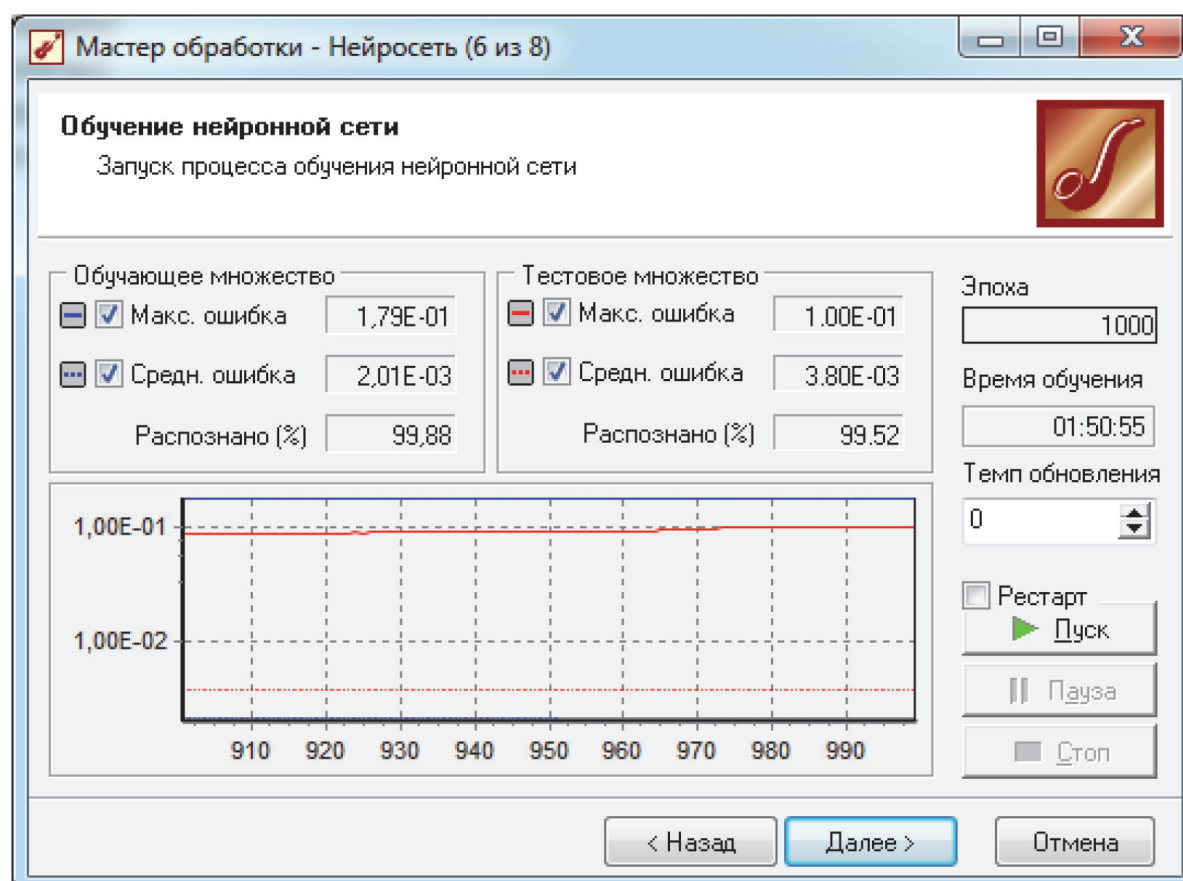 Мастер обработки - Нейросеть (6 из 8)
Обучение нейронной сети
Запуск процесса обучения нейронной сети
Обучающее множество
Макс. ошибка 1,79E-01
Средн. ошибка 2,01E-03
Распознано (%) 99,88
Тестовое множество
Макс. ошибка 1.00E-01
Средн. ошибка 3.80E-03
Распознано (%) 99.52
Эпоха
1000
Время обучения
01:50:55
Темп обновления
0
Рестарт
Пуск
Пауза
Стоп
1,00E-01
1,00E-02
910 920 930 940 950 960 970 980 990
< Назад Далее > Отмена